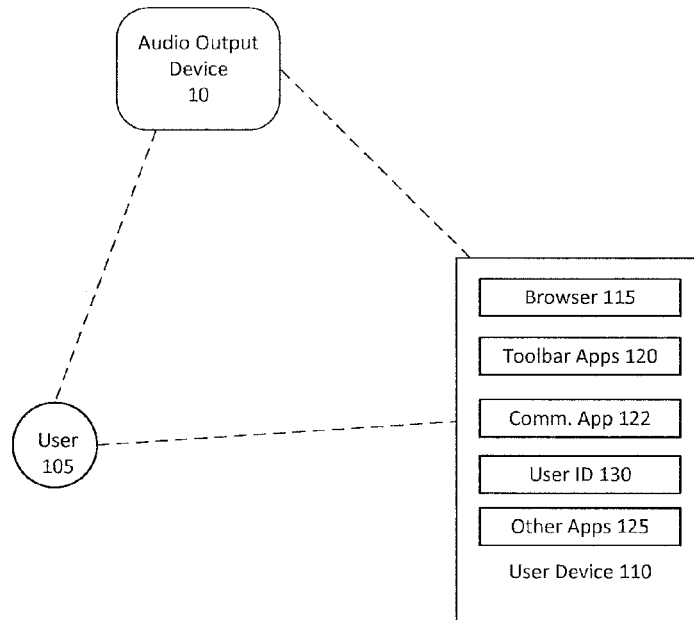 Audio Output
Device
10
Browser 115
Toolbar Apps 120
Comm. App 122
User
105
User ID 130
Other Apps 125
User Device 110